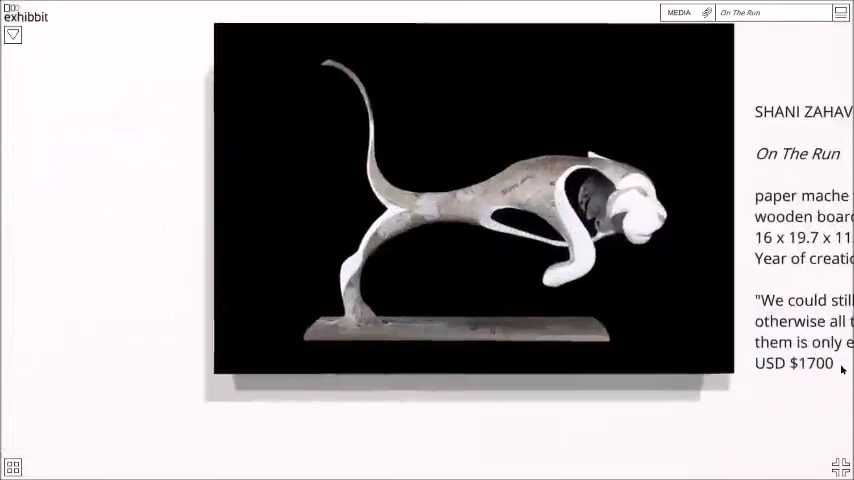 exhibbit
MEDIA
On The Run
SHANI ZAHAV
On The Run
paper mache
wooden board
16 x 19.7 x 11.
Year of creatio
"We could still
otherwise all t
them is only e
USD $1700